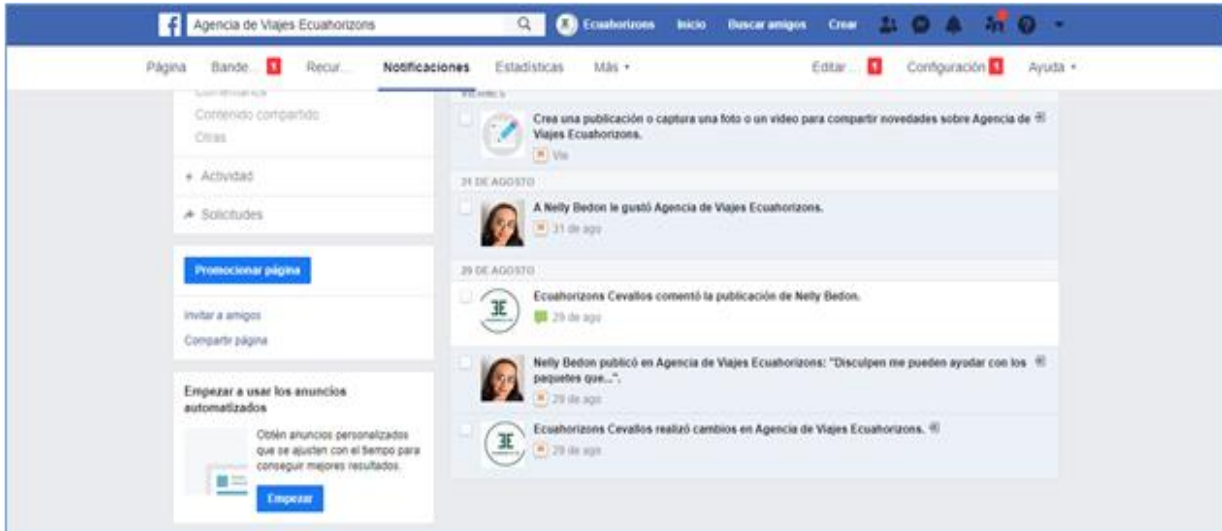 Agencia de Viajes Ecuahorizons
Ecuahorizons Inicio Buscar amigos Crear
Página Bande... 1 Recur... Notificaciones Estadísticas Más Editar ... 1 Configuración 1 Ayuda
Comentarios
Contenido compartido
Otras
+ Actividad
Solicitudes
Promocionar página
Invitar a amigos
Compartir página
Empezar a usar los anuncios
automatizados
Obtén anuncios personalizados
que se ajusten con el tiempo para
conseguir mejores resultados.
Empezar
VIERNES
Crea una publicación o captura una foto o un video para compartir novedades sobre Agencia de
Viajes Ecuahorizons.
Vie
31 DE AGOSTO
A Nelly Bedon le gustó Agencia de Viajes Ecuahorizons.
31 de ago
29 DE AGOSTO
Ecuahorizons Cevallos comentó la publicación de Nelly Bedon.
29 de ago
Nelly Bedon publicó en Agencia de Viajes Ecuahorizons: "Disculpen me pueden ayudar con los
paquetes que...".
29 de ago
Ecuahorizons Cevallos realizó cambios en Agencia de Viajes Ecuahorizons.
29 de ago